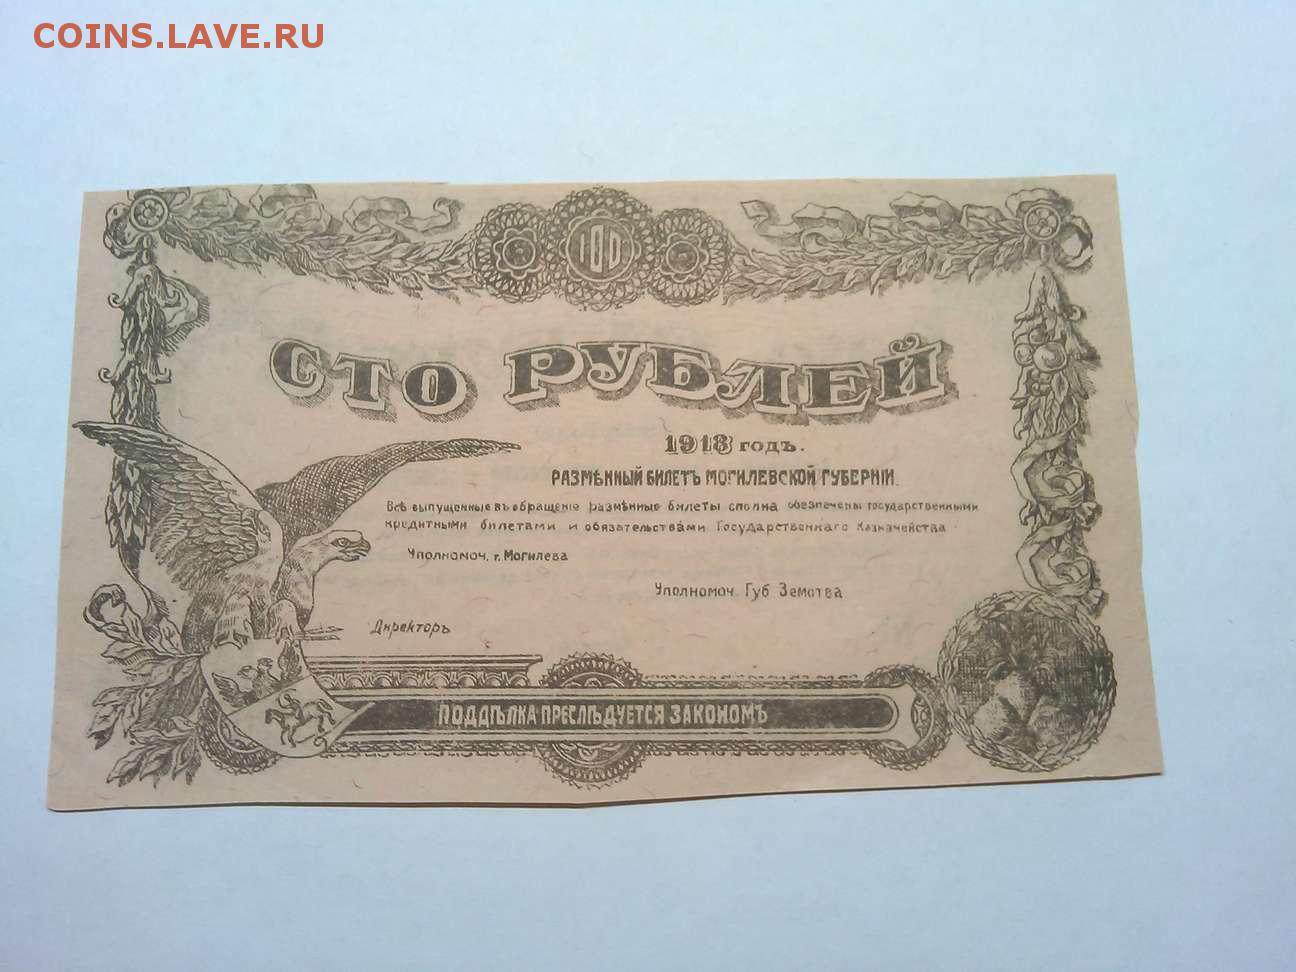 COINS.LAVE.RU
100
СТО РУБЛЕЙ
1918 годъ.
РАЗМѢННЫЙ БИЛЕТЪ МОГИЛЕВСКОЙ ГУБЕРНІИ.
Всѣ выпущенные въ обращеніе размѣнные билеты сполна обезпечены государственными
кредитными билетами и обязательствами Государственнаго Казначейства
Уполномоч. г. Могилева
Уполномоч. Губ Земства
Директоръ
ПОДДѢЛКА ПРЕСЛѢДУЕТСЯ ЗАКОНОМЪ